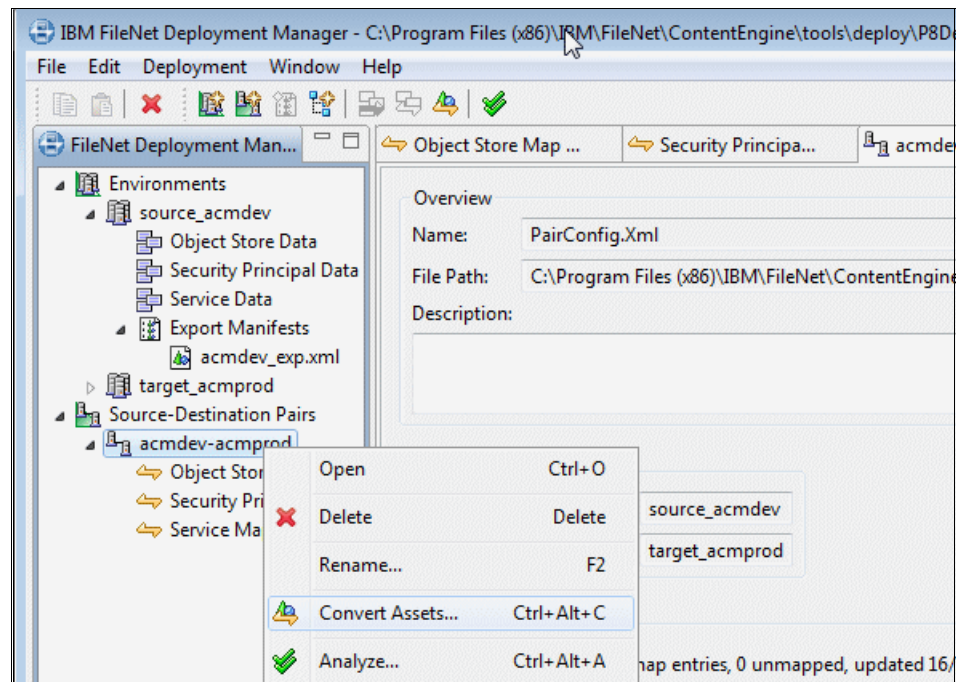 IBM FileNet Deployment Manager - C:\Program Files (x86)\IBM\FileNet\ContentEngine\tools\deploy\P8De
File Edit Deployment Window Help
FileNet Deployment Man...
Object Store Map ...
Security Principa...
acmde
Environments
source_acmdev
Object Store Data
Security Principal Data
Service Data
Export Manifests
acmdev_exp.xml
target_acmprod
Source-Destination Pairs
acmdev-acmprod
Object Stor
Security Pri
Service Ma
Overview
Name: PairConfig.Xml
File Path: C:\Program Files (x86)\IBM\FileNet\ContentEngine
Description:
Open Ctrl+O
Delete Delete
Rename... F2
Convert Assets... Ctrl+Alt+C
Analyze... Ctrl+Alt+A
source_acmdev
target_acmprod
map entries, 0 unmapped, updated 16/